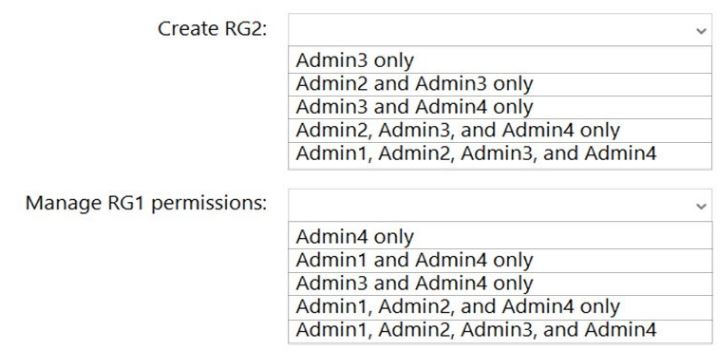 Create RG2:
Admin3 only
Admin2 and Admin3 only
Admin3 and Admin4 only
Admin2, Admin3, and Admin4 only
Admin1, Admin2, Admin3, and Admin4
Manage RG1 permissions:
Admin4 only
Admin1 and Admin4 only
Admin3 and Admin4 only
Admin1, Admin2, and Admin4 only
Admin1, Admin2, Admin3, and Admin4